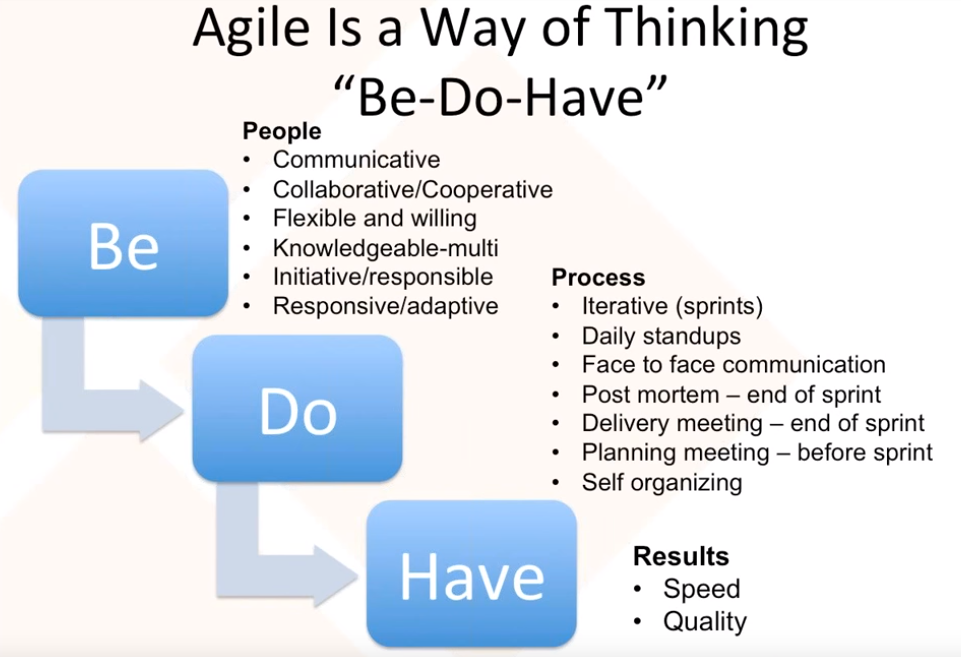 Agile Is a Way of Thinking
“Be-Do-Have”
Be
People
• Communicative
• Collaborative/Cooperative
• Flexible and willing
• Knowledgeable-multi
• Initiative/responsible
• Responsive/adaptive
Do
Process
• Iterative (sprints)
• Daily standups
• Face to face communication
• Post mortem – end of sprint
• Delivery meeting – end of sprint
• Planning meeting – before sprint
• Self organizing
Have
Results
• Speed
• Quality